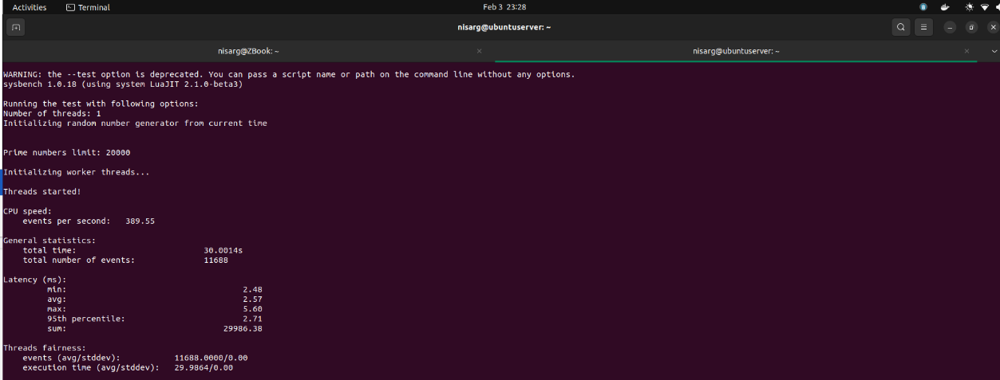 Activities Terminal Feb 3 23:28
nisarg@ubuntuserver: ~
nisarg@ZBook: ~ nisarg@ubuntuserver: ~
WARNING: the --test option is deprecated. You can pass a script name or path on the command line without any options.
sysbench 1.0.18 (using system LuaJIT 2.1.0-beta3)
Running the test with following options:
Number of threads: 1
Initializing random number generator from current time
Prime numbers limit: 20000
Initializing worker threads...
Threads started!
CPU speed:
events per second: 389.55
General statistics:
total time: 30.0014s
total number of events: 11688
Latency (ms):
min: 2.48
avg: 2.57
max: 5.60
95th percentile: 2.71
sum: 29986.38
Threads fairness:
events (avg/stddev): 11688.0000/0.00
execution time (avg/stddev): 29.9864/0.00